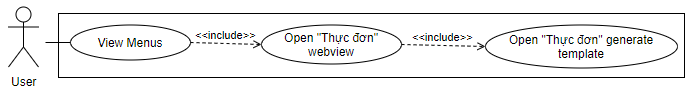 User
View Menus
<<include>>
Open "Thực đơn"
webview
<<include>>
Open "Thực đơn" generate
template